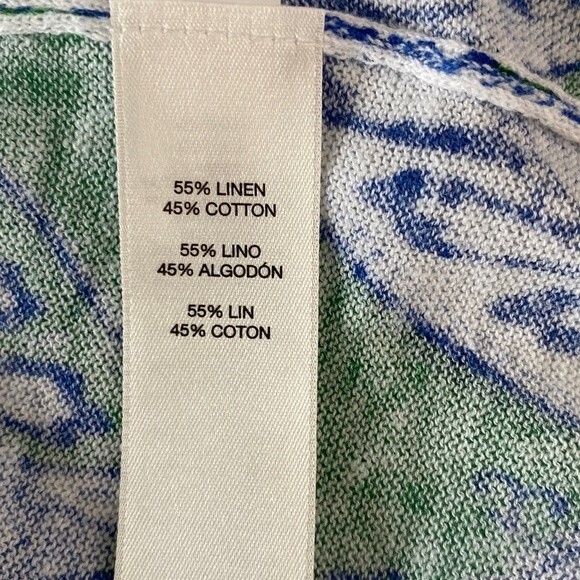 55% LINEN
45% COTTON
55% LINO
45% ALGODÓN
55% LIN
45% COTON